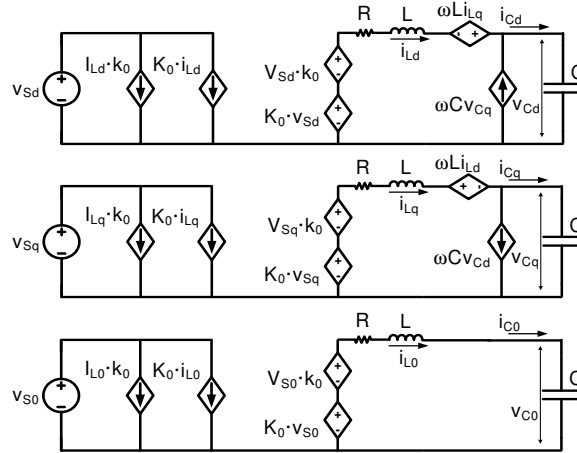 R L ωLi_Lq i_Cd
I_Ld·k_0 K_0·i_Ld V_Sd·k_0 i_Ld
v_Sd + − + - K_0·v_Sd + - - + ωCv_Cq v_Cd C
R L ωLi_Ld i_Cq
I_Lq·k_0 K_0·i_Lq V_Sq·k_0 i_Lq
v_Sq + − + - K_0·v_Sq + - + - ωCv_Cd v_Cq C
R L i_C0
I_L0·k_0 K_0·i_L0 V_S0·k_0 i_L0
v_S0 + − + - K_0·v_S0 + - v_C0 C